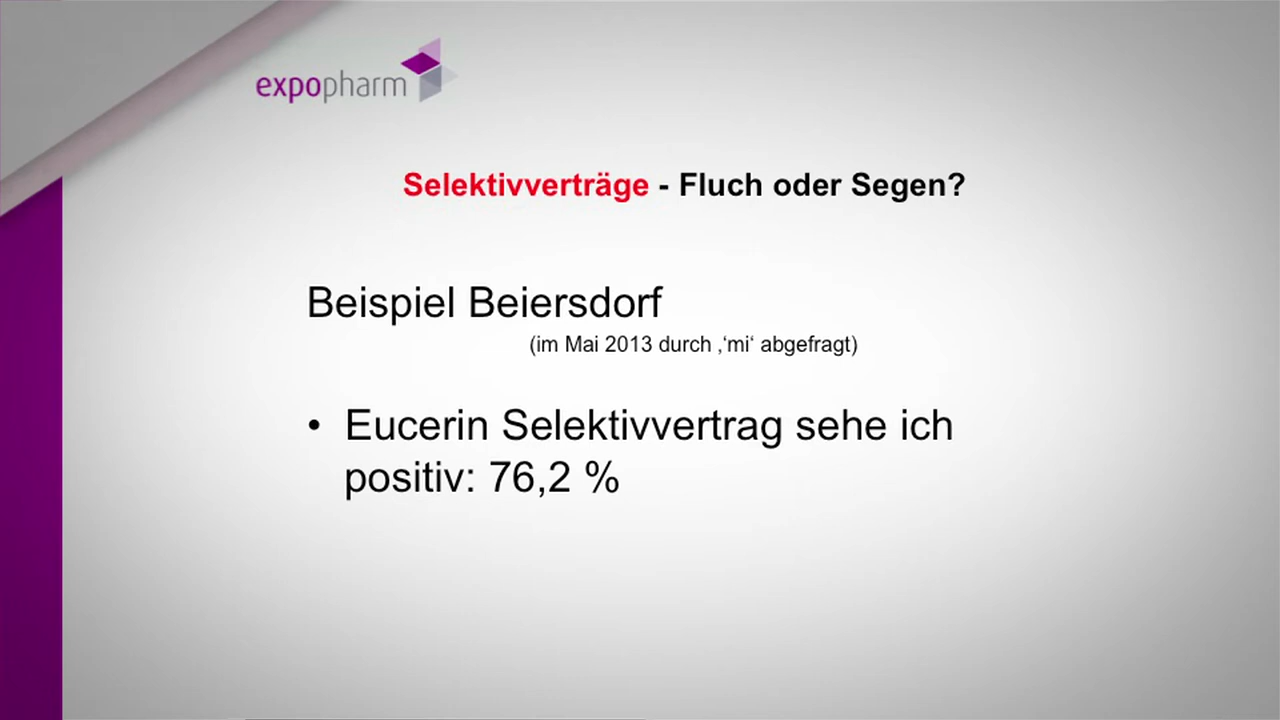 expopharm
Selektivverträge - Fluch oder Segen?
Beispiel Beiersdorf
(im Mai 2013 durch ‚‘mi‘ abgefragt)
• Eucerin Selektivvertrag sehe ich
positiv: 76,2 %